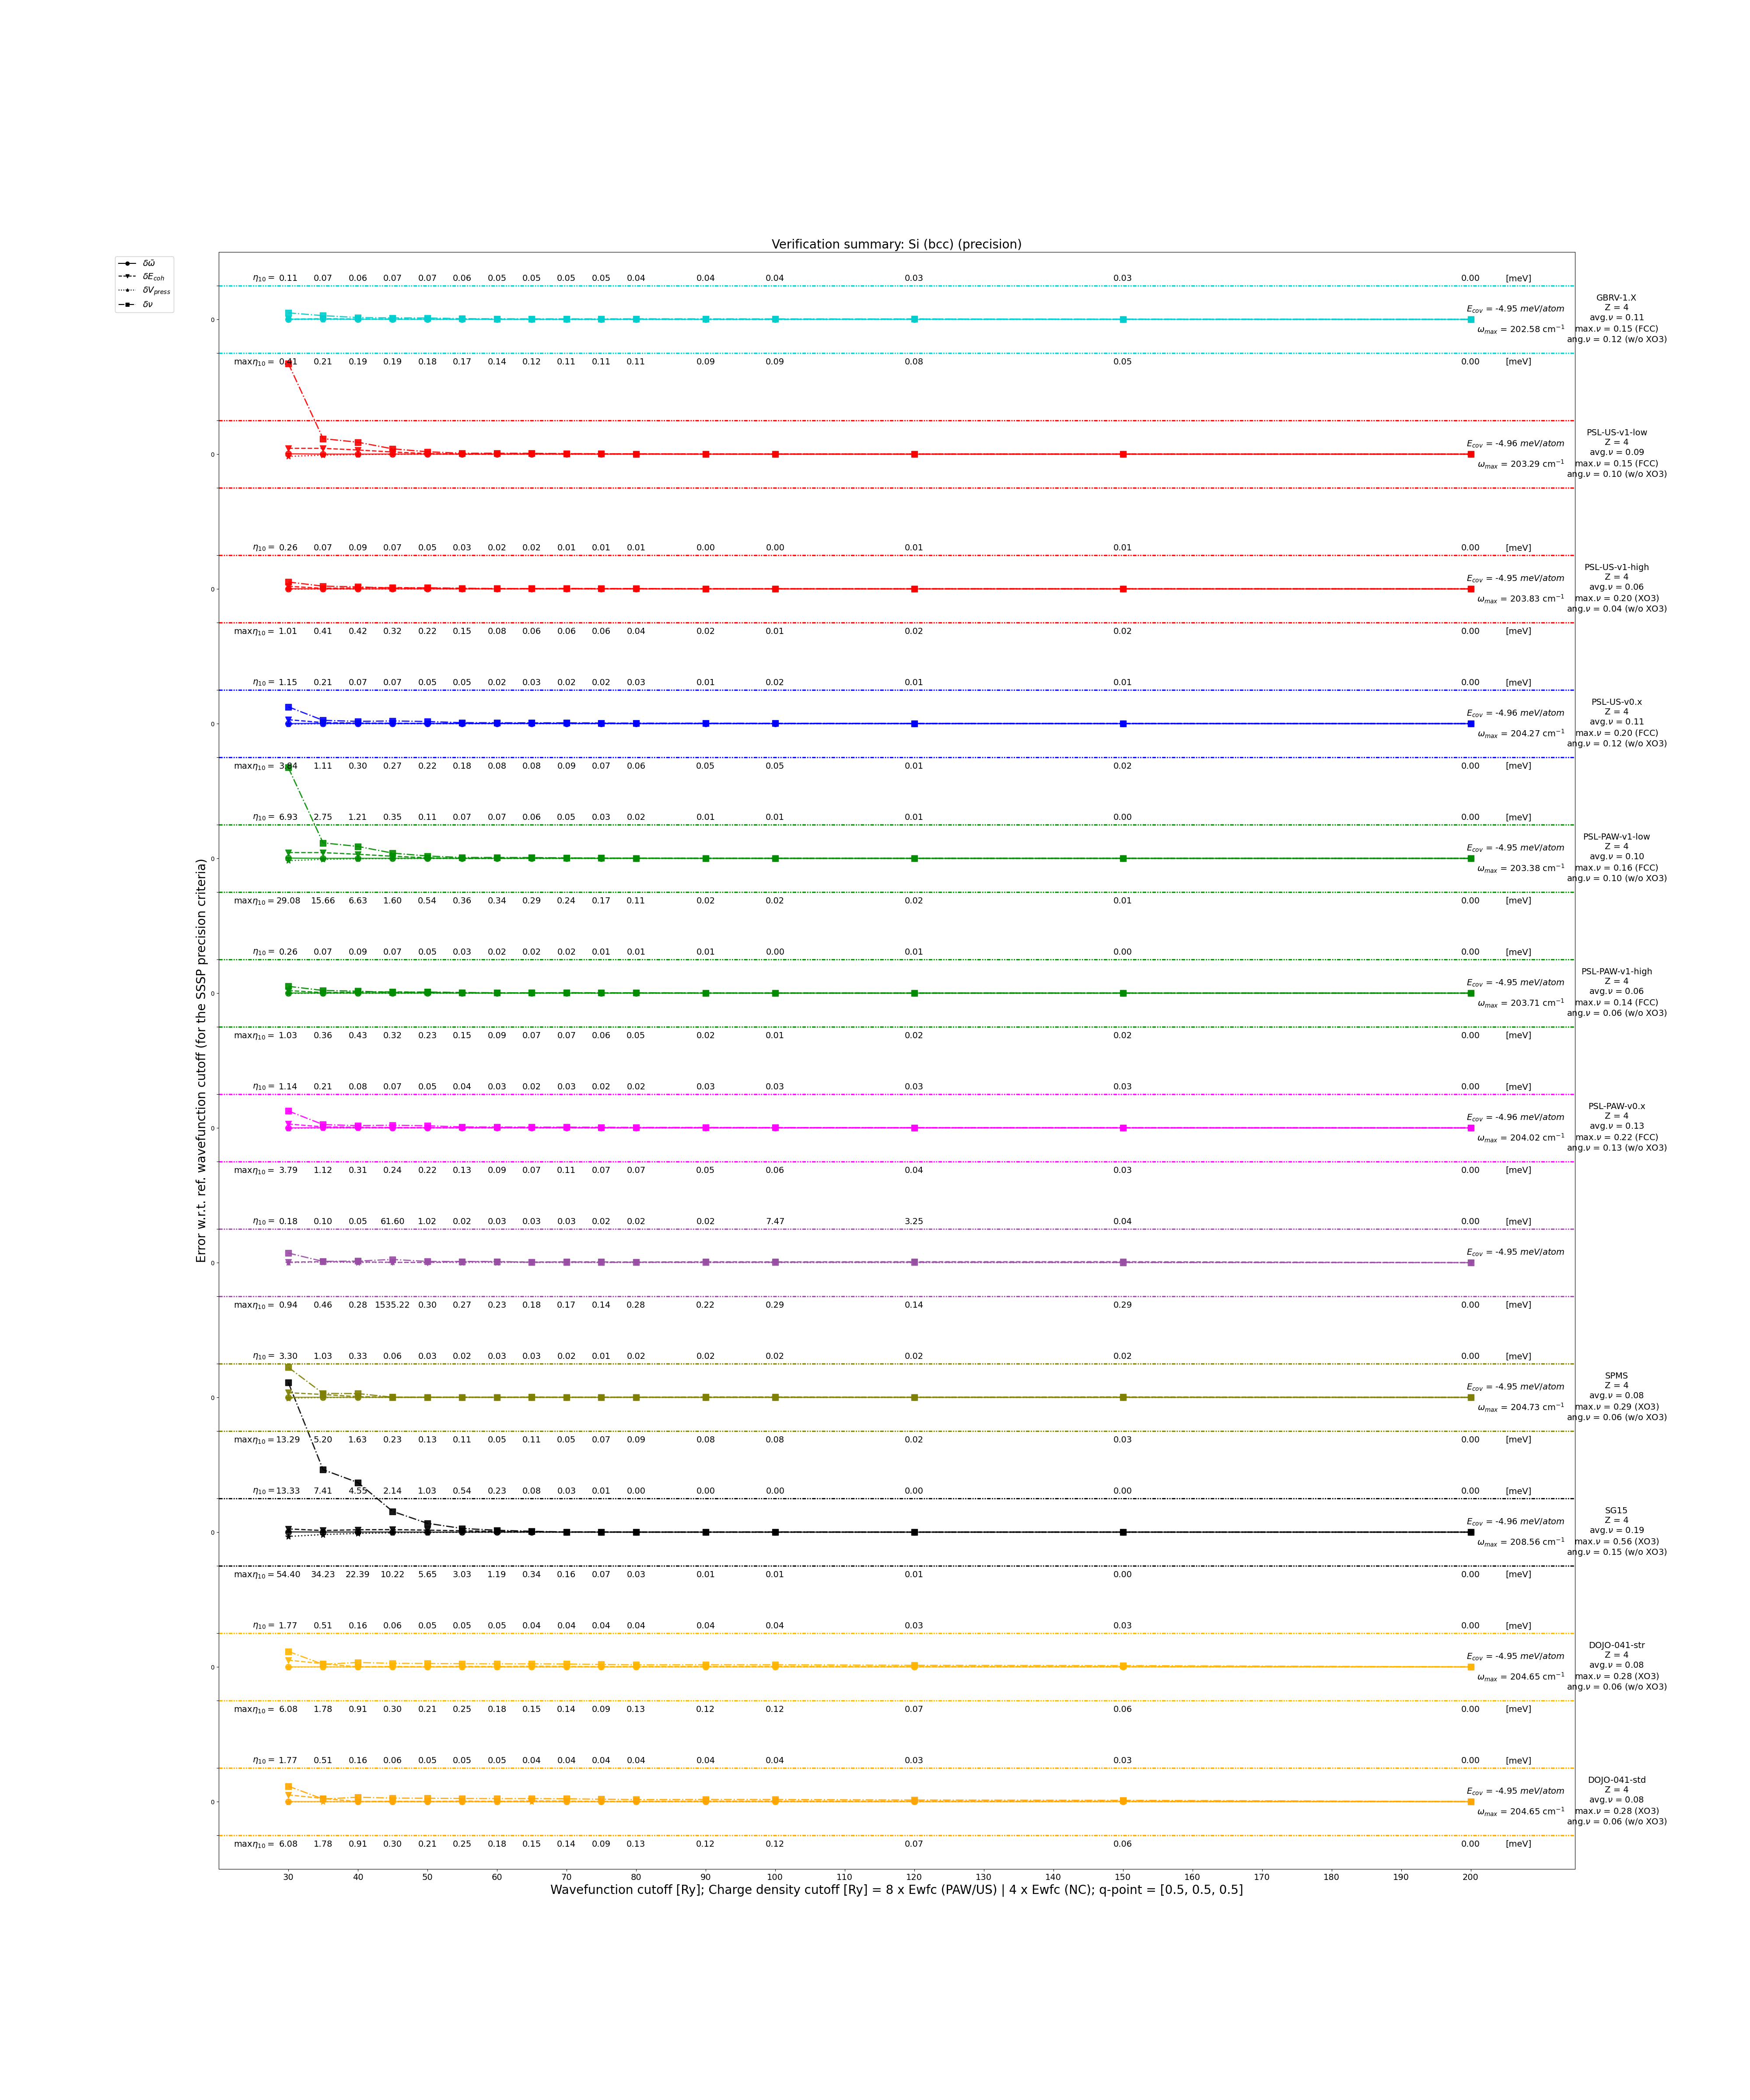 Verification summary: Si (bcc) (precision)
δω̄
δE_coh
δV_press
δν
η₁₀ = 0.11 0.07 0.06 0.07 0.07 0.06 0.05 0.05 0.05 0.05 0.04 0.04 0.04 0.03 0.03 0.00 [meV]
0
E_cov = -4.95 meV/atom
ω_max = 202.58 cm⁻¹
GBRV-1.X
Z = 4
avg.ν = 0.11
max.ν = 0.15 (FCC)
ang.ν = 0.12 (w/o XO3)
maxη₁₀ = 0.41 0.21 0.19 0.19 0.18 0.17 0.14 0.12 0.11 0.11 0.11 0.09 0.09 0.08 0.05 0.00 [meV]
0
E_cov = -4.96 meV/atom
ω_max = 203.29 cm⁻¹
PSL-US-v1-low
Z = 4
avg.ν = 0.09
max.ν = 0.15 (FCC)
ang.ν = 0.10 (w/o XO3)
η₁₀ = 0.26 0.07 0.09 0.07 0.05 0.03 0.02 0.02 0.01 0.01 0.01 0.00 0.00 0.01 0.01 0.00 [meV]
0
E_cov = -4.95 meV/atom
ω_max = 203.83 cm⁻¹
PSL-US-v1-high
Z = 4
avg.ν = 0.06
max.ν = 0.20 (XO3)
ang.ν = 0.04 (w/o XO3)
maxη₁₀ = 1.01 0.41 0.42 0.32 0.22 0.15 0.08 0.06 0.06 0.06 0.04 0.02 0.01 0.02 0.02 0.00 [meV]
η₁₀ = 1.15 0.21 0.07 0.07 0.05 0.05 0.02 0.03 0.02 0.02 0.03 0.01 0.02 0.01 0.01 0.00 [meV]
0
E_cov = -4.96 meV/atom
ω_max = 204.27 cm⁻¹
PSL-US-v0.x
Z = 4
avg.ν = 0.11
max.ν = 0.20 (FCC)
ang.ν = 0.12 (w/o XO3)
maxη₁₀ = 1.11 0.30 0.27 0.22 0.18 0.08 0.08 0.09 0.07 0.06 0.05 0.05 0.01 0.02 0.00 [meV]
η₁₀ = 6.93 2.75 1.21 0.35 0.11 0.07 0.07 0.06 0.05 0.03 0.02 0.01 0.01 0.01 0.00 0.00 [meV]
0
E_cov = -4.95 meV/atom
ω_max = 203.38 cm⁻¹
PSL-PAW-v1-low
Z = 4
avg.ν = 0.10
max.ν = 0.16 (FCC)
ang.ν = 0.10 (w/o XO3)
maxη₁₀ = 29.08 15.66 6.63 1.60 0.54 0.36 0.34 0.29 0.24 0.17 0.11 0.02 0.02 0.02 0.01 0.00 [meV]
η₁₀ = 0.26 0.07 0.09 0.07 0.05 0.03 0.02 0.02 0.02 0.01 0.01 0.01 0.00 0.01 0.00 0.00 [meV]
0
E_cov = -4.95 meV/atom
ω_max = 203.71 cm⁻¹
PSL-PAW-v1-high
Z = 4
avg.ν = 0.06
max.ν = 0.14 (FCC)
ang.ν = 0.06 (w/o XO3)
maxη₁₀ = 1.03 0.36 0.43 0.32 0.23 0.15 0.09 0.07 0.07 0.06 0.05 0.02 0.01 0.02 0.02 0.00 [meV]
η₁₀ = 1.14 0.21 0.08 0.07 0.05 0.04 0.03 0.02 0.03 0.02 0.02 0.03 0.03 0.03 0.03 0.00 [meV]
0
E_cov = -4.96 meV/atom
ω_max = 204.02 cm⁻¹
PSL-PAW-v0.x
Z = 4
avg.ν = 0.13
max.ν = 0.22 (FCC)
ang.ν = 0.13 (w/o XO3)
maxη₁₀ = 3.79 1.12 0.31 0.24 0.22 0.13 0.09 0.07 0.11 0.07 0.07 0.05 0.06 0.04 0.03 0.00 [meV]
η₁₀ = 0.18 0.10 0.05 61.60 1.02 0.02 0.03 0.03 0.03 0.02 0.02 0.02 7.47 3.25 0.04 0.00 [meV]
0
E_cov = -4.95 meV/atom
maxη₁₀ = 0.94 0.46 0.28 1535.22 0.30 0.27 0.23 0.18 0.17 0.14 0.28 0.22 0.29 0.14 0.29 0.00 [meV]
η₁₀ = 3.30 1.03 0.33 0.06 0.03 0.02 0.03 0.03 0.02 0.01 0.02 0.02 0.02 0.02 0.02 0.00 [meV]
0
E_cov = -4.95 meV/atom
ω_max = 204.73 cm⁻¹
SPMS
Z = 4
avg.ν = 0.08
max.ν = 0.29 (XO3)
ang.ν = 0.06 (w/o XO3)
maxη₁₀ = 13.29 5.20 1.63 0.23 0.13 0.11 0.05 0.11 0.05 0.07 0.09 0.08 0.08 0.02 0.03 0.00 [meV]
η₁₀ = 13.33 7.41 4.55 2.14 1.03 0.54 0.23 0.08 0.03 0.01 0.00 0.00 0.00 0.00 0.00 0.00 [meV]
0
E_cov = -4.96 meV/atom
ω_max = 208.56 cm⁻¹
SG15
Z = 4
avg.ν = 0.19
max.ν = 0.56 (XO3)
ang.ν = 0.15 (w/o XO3)
maxη₁₀ = 54.40 34.23 22.39 10.22 5.65 3.03 1.19 0.34 0.16 0.07 0.03 0.01 0.01 0.01 0.00 0.00 [meV]
η₁₀ = 1.77 0.51 0.16 0.06 0.05 0.05 0.05 0.04 0.04 0.04 0.04 0.04 0.04 0.03 0.03 0.00 [meV]
0
E_cov = -4.95 meV/atom
ω_max = 204.65 cm⁻¹
DOJO-041-str
Z = 4
avg.ν = 0.08
max.ν = 0.28 (XO3)
ang.ν = 0.06 (w/o XO3)
maxη₁₀ = 6.08 1.78 0.91 0.30 0.21 0.25 0.18 0.15 0.14 0.09 0.13 0.12 0.12 0.07 0.06 0.00 [meV]
η₁₀ = 1.77 0.51 0.16 0.06 0.05 0.05 0.05 0.04 0.04 0.04 0.04 0.04 0.04 0.03 0.03 0.00 [meV]
0
E_cov = -4.95 meV/atom
ω_max = 204.65 cm⁻¹
DOJO-041-std
Z = 4
avg.ν = 0.08
max.ν = 0.28 (XO3)
ang.ν = 0.06 (w/o XO3)
maxη₁₀ = 6.08 1.78 0.91 0.30 0.21 0.25 0.18 0.15 0.14 0.09 0.13 0.12 0.12 0.07 0.06 0.00 [meV]
30 40 50 60 70 80 90 100 110 120 130 140 150 160 170 180 190 200
Wavefunction cutoff [Ry]; Charge density cutoff [Ry] = 8 x Ewfc (PAW/US) | 4 x Ewfc (NC); q-point = [0.5, 0.5, 0.5]
Error w.r.t. ref. wavefunction cutoff (for the SSSP precision criteria)